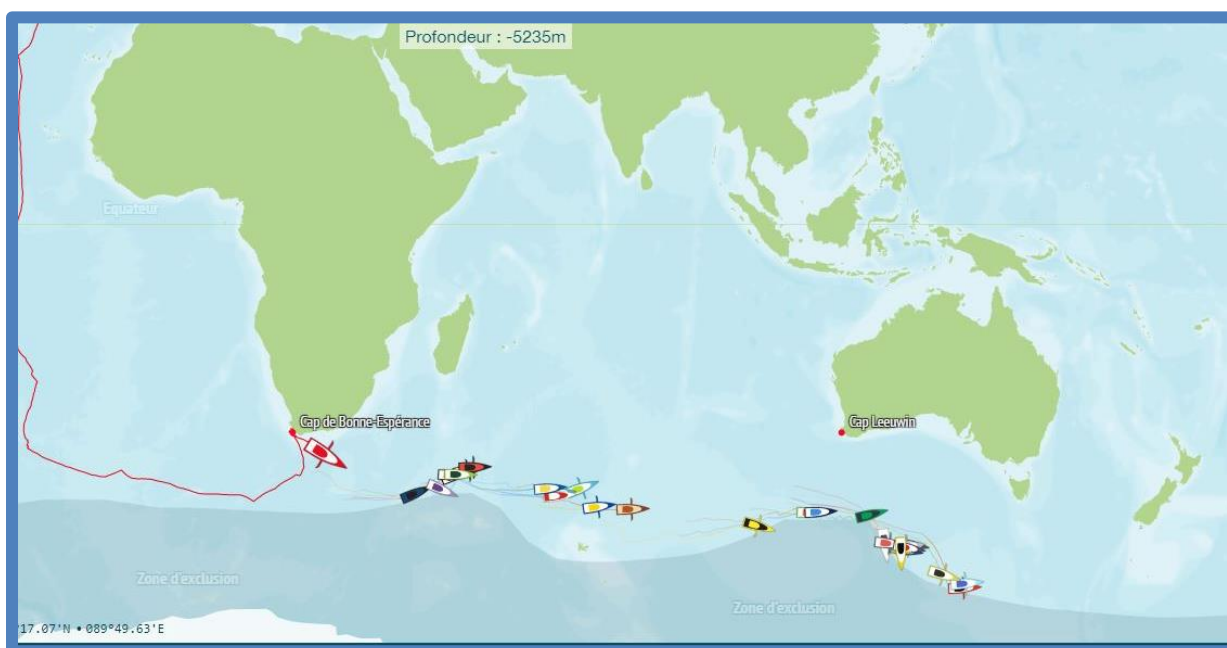 Profondeur : -5235m
Equateur
Cap de Bonne-Espérance
Cap Leeuwin
Zone d'exclusion
Zone d'exclusion
°17.07'N • 089°49.63'E